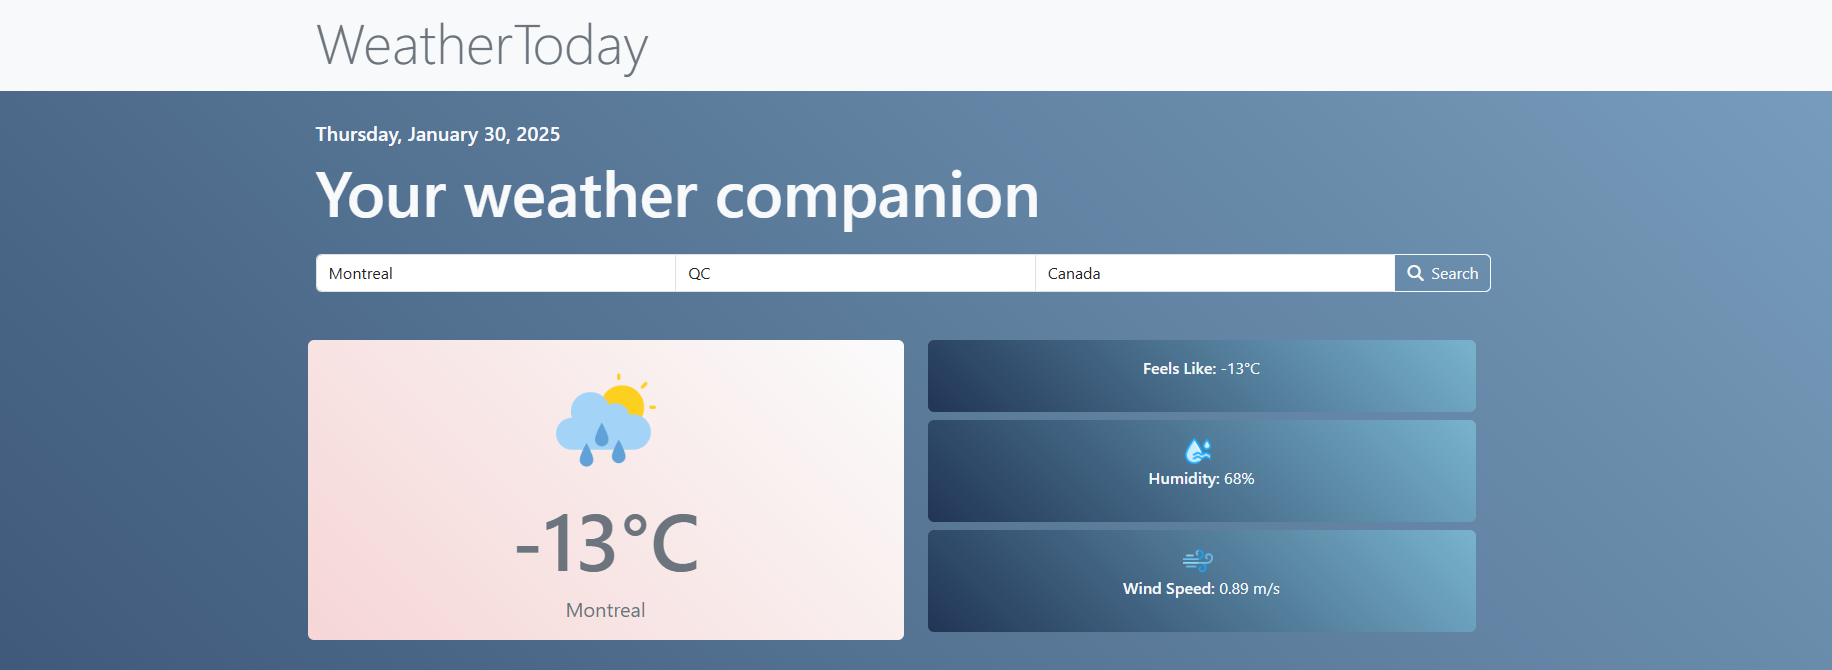 WeatherToday
Thursday, January 30, 2025
Your weather companion
Montreal
QC
Canada
Search
-13°C
Montreal
Feels Like: -13°C
Humidity: 68%
Wind Speed: 0.89 m/s